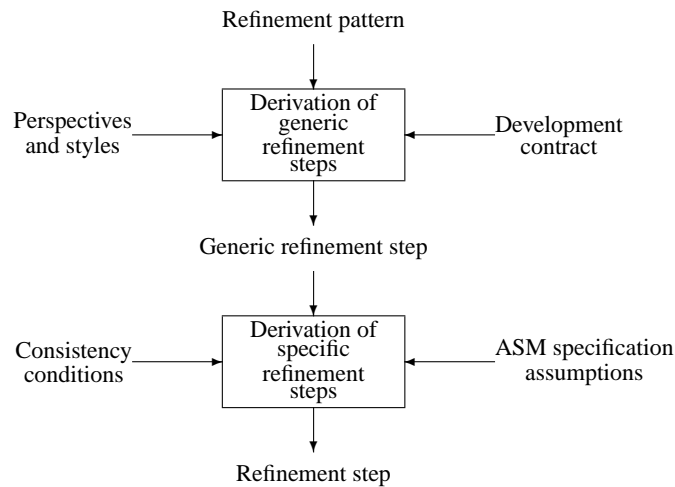 Refinement pattern
Derivation of
generic
refinement
steps
Perspectives
and styles
Development
contract
Generic refinement step
Derivation of
specific
refinement
steps
Consistency
conditions
ASM specification
assumptions
Refinement step